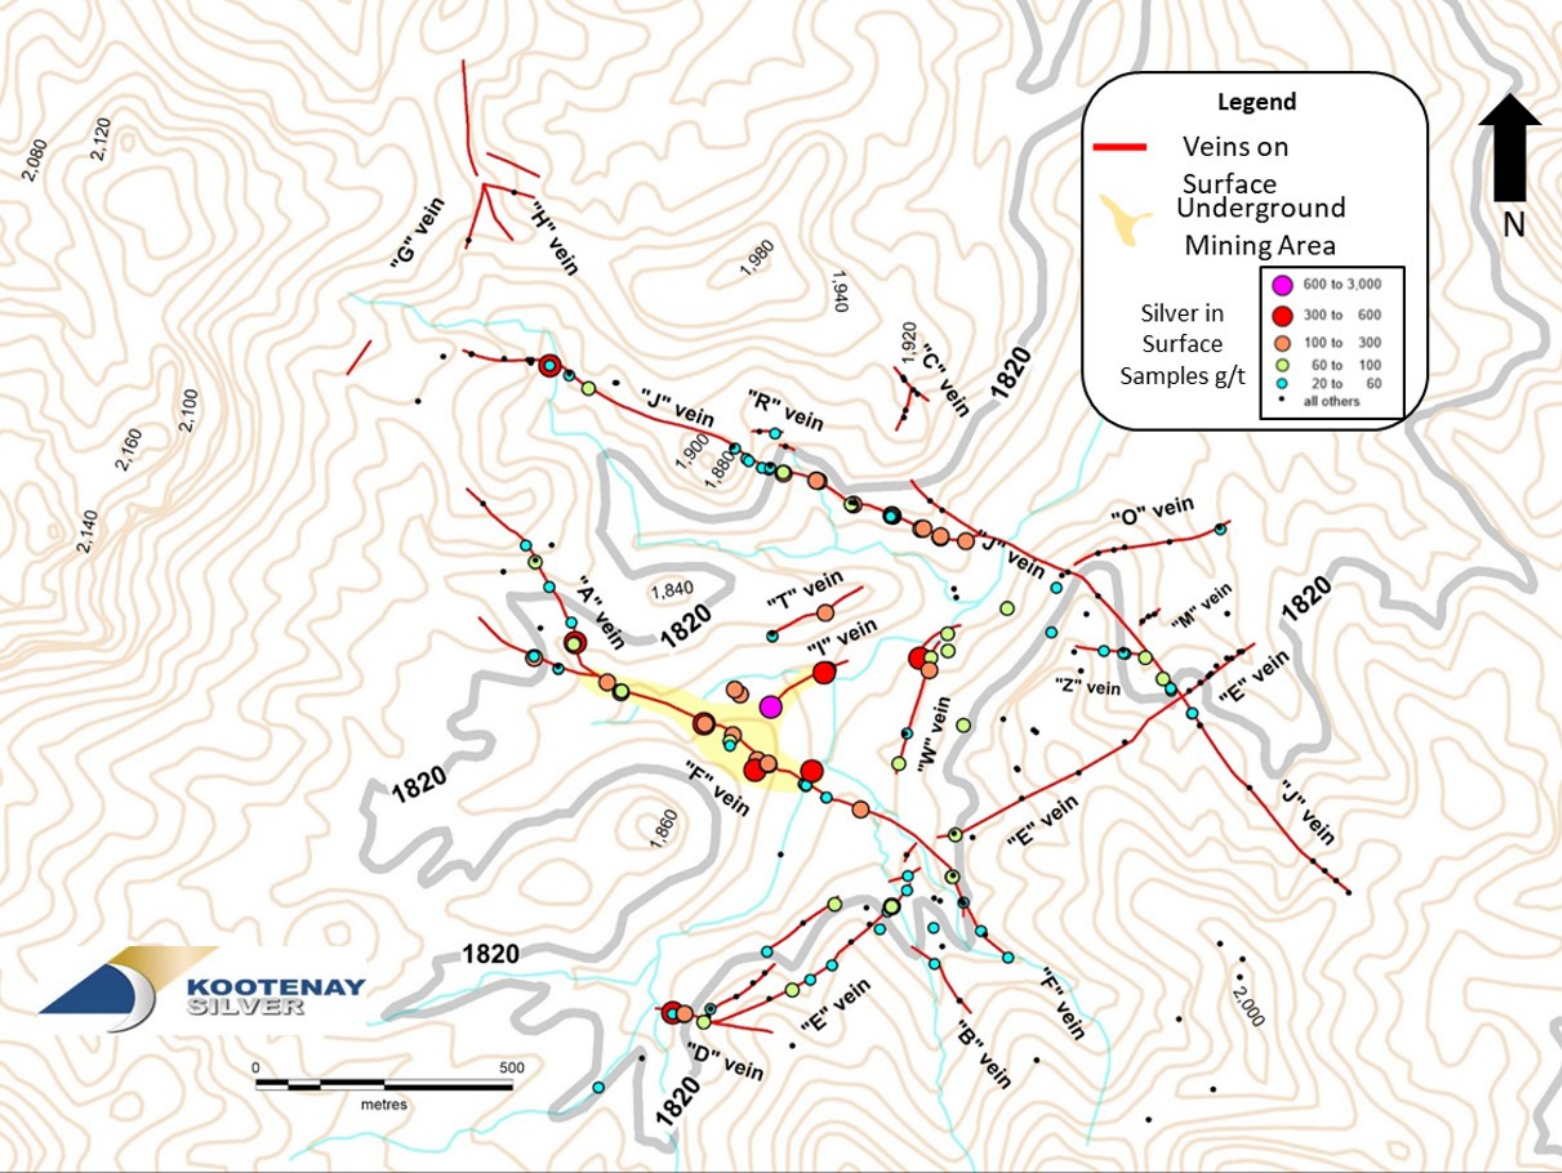 2,080
2,120
"G" vein
"H" vein
1,980
1,940
1,920
"C" vein
1820
Legend
Veins on
Surface
Underground
Mining Area
Silver in
Surface
Samples g/t
600 to 3,000
300 to 600
100 to 300
60 to 100
20 to 60
all others
N
2,100
2,160
2,140
"J" vein
"R" vein
1,900
1,880
"J" vein
"O" vein
"A" vein
1,840
1820
"T" vein
"I" vein
"M" vein
1820
"Z" vein
"E" vein
"W" vein
1820
"F" vein
1,860
"E" vein
"J" vein
1820
KOOTENAY
SILVER
"E" vein
"F" vein
"B" vein
"D" vein
2,000
1820
0 500
metres